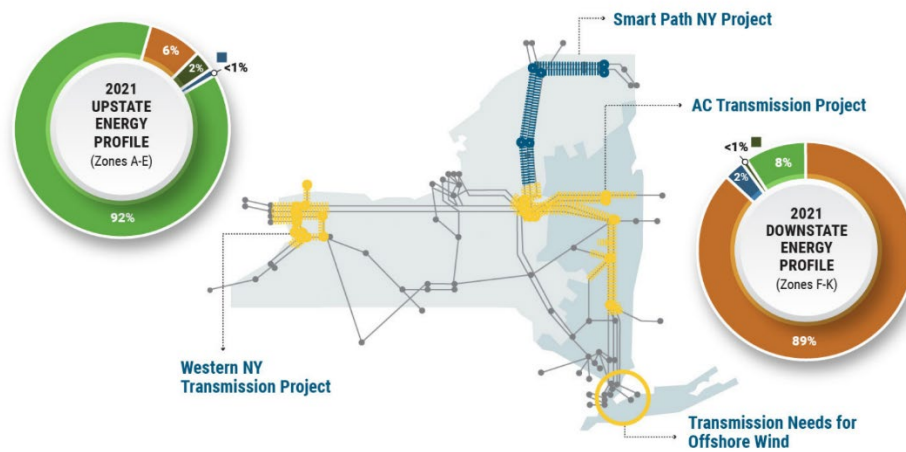 Smart Path NY Project
6%
2%
<1%
2021
UPSTATE
ENERGY
PROFILE
(Zones A-E)
92%
AC Transmission Project
<1%
8%
2%
2021
DOWNSTATE
ENERGY
PROFILE
(Zones F-K)
89%
Western NY
Transmission Project
Transmission Needs for
Offshore Wind